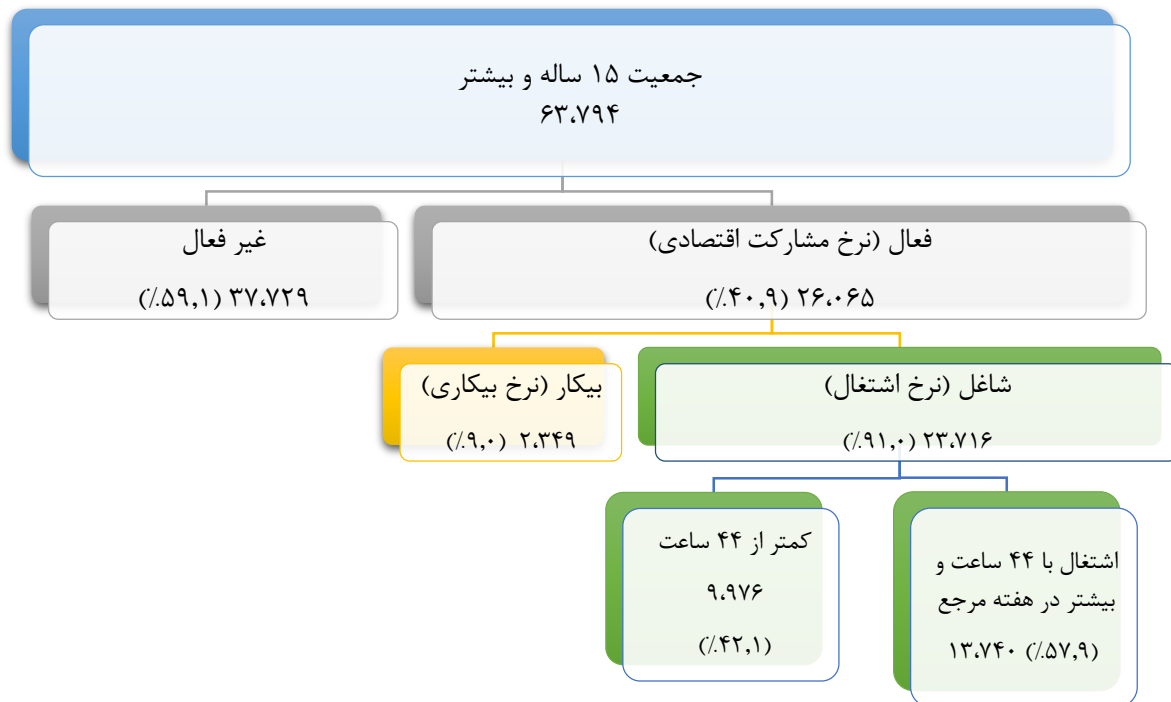 جمعیت ۱۵ ساله و بیشتر
۶۳،۷۹۴
فعال (نرخ مشارکت اقتصادی)
۲۶،۰۶۵ (۴۰,۹٪)
غیر فعال
۳۷،۷۲۹ (۵۹,۱٪)
شاغل (نرخ اشتغال)
۲۳،۷۱۶ (۹۱,۰٪)
بیکار (نرخ بیکاری)
۲،۳۴۹ (۹,۰٪)
اشتغال با ۴۴ ساعت و
بیشتر در هفته مرجع
(۵۷,۹٪) ۱۳،۷۴۰
کمتر از ۴۴ ساعت
۹،۹۷۶
(۴۲,۱٪)